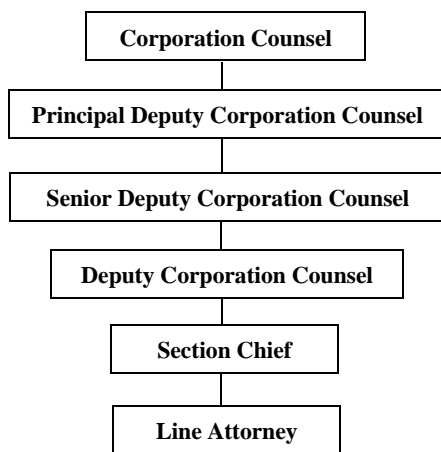 Corporation Counsel
Principal Deputy Corporation Counsel
Senior Deputy Corporation Counsel
Deputy Corporation Counsel
Section Chief
Line Attorney